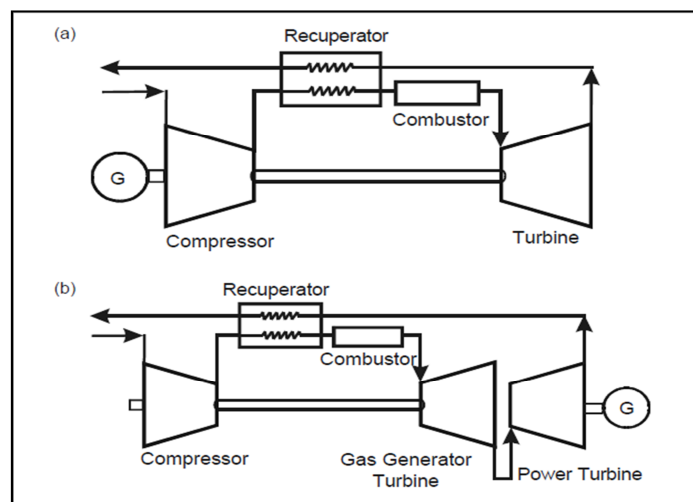 (a)
Recuperator
Combustor
G
Compressor
Turbine
(b)
Recuperator
Combustor
G
Compressor
Gas Generator
Turbine
Power Turbine